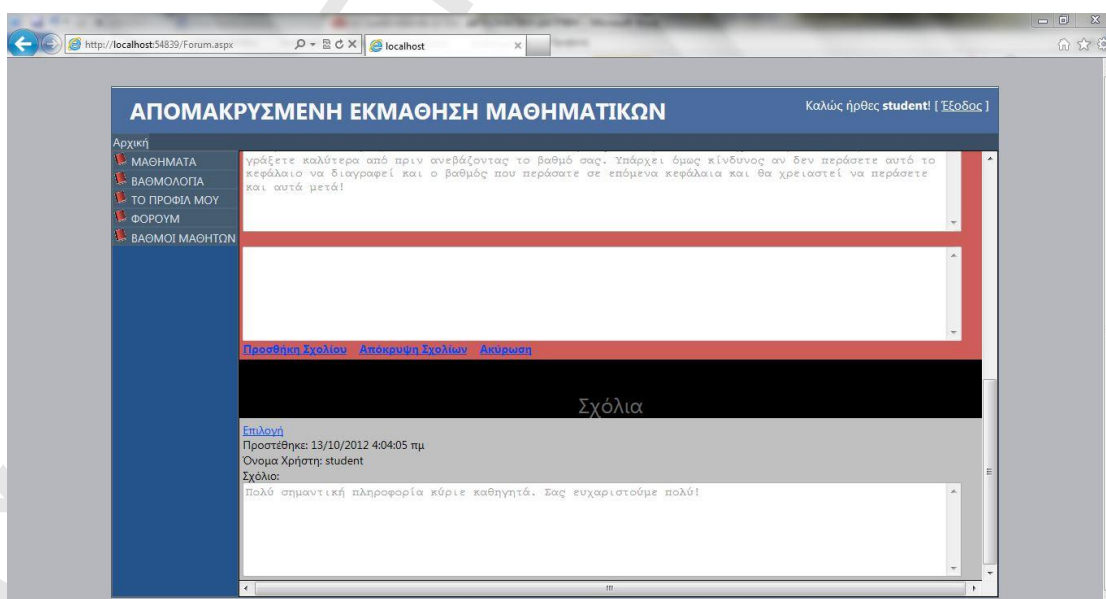 http://localhost:54839/Forum.aspx
localhost
ΑΠΟΜΑΚΡΥΣΜΕΝΗ ΕΚΜΑΘΗΣΗ ΜΑΘΗΜΑΤΙΚΩΝ
Καλώς ήρθες student! [ Έξοδος ]
Αρχική
ΜΑΘΗΜΑΤΑ
ΒΑΘΜΟΛΟΓΙΑ
ΤΟ ΠΡΟΦΙΛ ΜΟΥ
ΦΟΡΟΥΜ
ΒΑΘΜΟΙ ΜΑΘΗΤΩΝ
γράξετε καλύτερα από πριν ανεβάζοντας το βαθμό σας. Υπάρχει όμως κίνδυνος αν δεν περάσετε αυτό το
κεφάλαιο να διαγραφεί και ο βαθμός που περάσατε σε επόμενα κεφάλαια και θα χρειαστεί να περάσετε
και αυτά μετά!
Προσθήκη Σχολίου Απόκρυψη Σχολίων Ακύρωση
Σχόλια
Επιλογή
Προστέθηκε: 13/10/2012 4:04:05 πμ
Όνομα Χρήστη: student
Σχόλιο:
Πολύ σημαντική πληροφορία κύριε καθηγητά. Σας ευχαριστούμε πολύ!